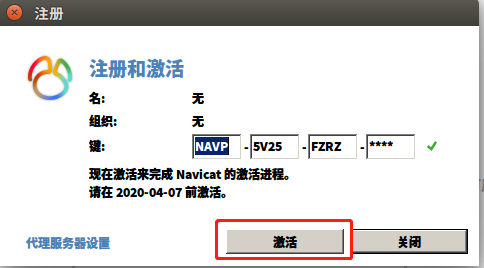 注册
注册和激活
名: 无
组织: 无
键: NAVP - 5V25 - FZRZ - ****
现在激活来完成 Navicat 的激活进程。
请在 2020-04-07 前激活。
代理服务器设置 激活 关闭